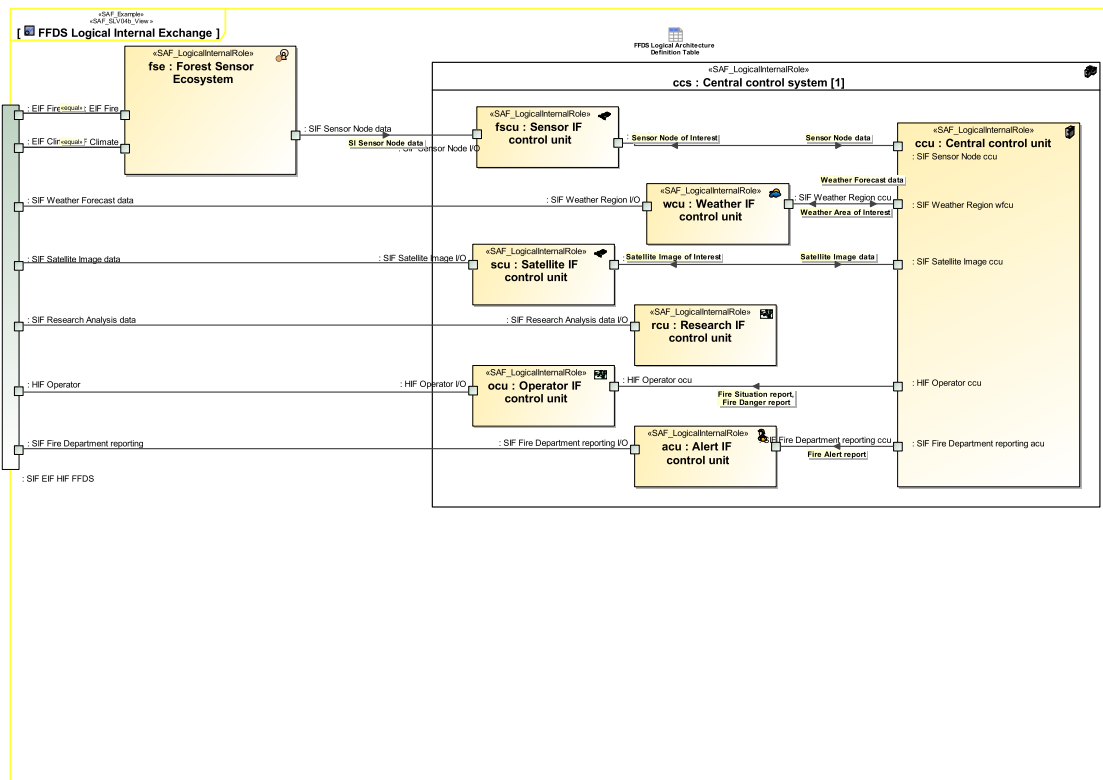 «SAF_Example»
«SAF_SLV04b_View»
[ FFDS Logical Internal Exchange ]
FFDS Logical Architecture
Definition Table
«SAF_LogicalInternalRole»
fse : Forest Sensor
Ecosystem
«SAF_LogicalInternalRole»
ccs : Central control system [1]
: EIF Fire
«equal»
: EIF Fire
: EIF Cli
«equal»
F Climate
: SIF Sensor Node data
SI Sensor Node data
: SIF Sensor Node I/O
«SAF_LogicalInternalRole»
fscu : Sensor IF
control unit
:
Sensor Node of Interest
Sensor Node data
«SAF_LogicalInternalRole»
ccu : Central control unit
: SIF Sensor Node ccu
: SIF Weather Forecast data
: SIF Weather Region I/O
«SAF_LogicalInternalRole»
wcu : Weather IF
control unit
Weather Forecast data
: SIF Weather Region ccu
Weather Area of Interest
: SIF Weather Region wfcu
: SIF Satellite Image data
: SIF Satellite Image I/O
«SAF_LogicalInternalRole»
scu : Satellite IF
control unit
:
Satellite Image of Interest
Satellite Image data
: SIF Satellite Image ccu
: SIF Research Analysis data
: SIF Research Analysis data I/O
«SAF_LogicalInternalRole»
rcu : Research IF
control unit
: HIF Operator
: HIF Operator I/O
«SAF_LogicalInternalRole»
ocu : Operator IF
control unit
: HIF Operator ocu
Fire Situation report,
Fire Danger report
: HIF Operator ccu
: SIF Fire Department reporting
: SIF Fire Department reporting I/O
«SAF_LogicalInternalRole»
acu : Alert IF
control unit
: SIF Fire Department reporting ccu
Fire Alert report
: SIF Fire Department reporting acu
: SIF EIF HIF FFDS